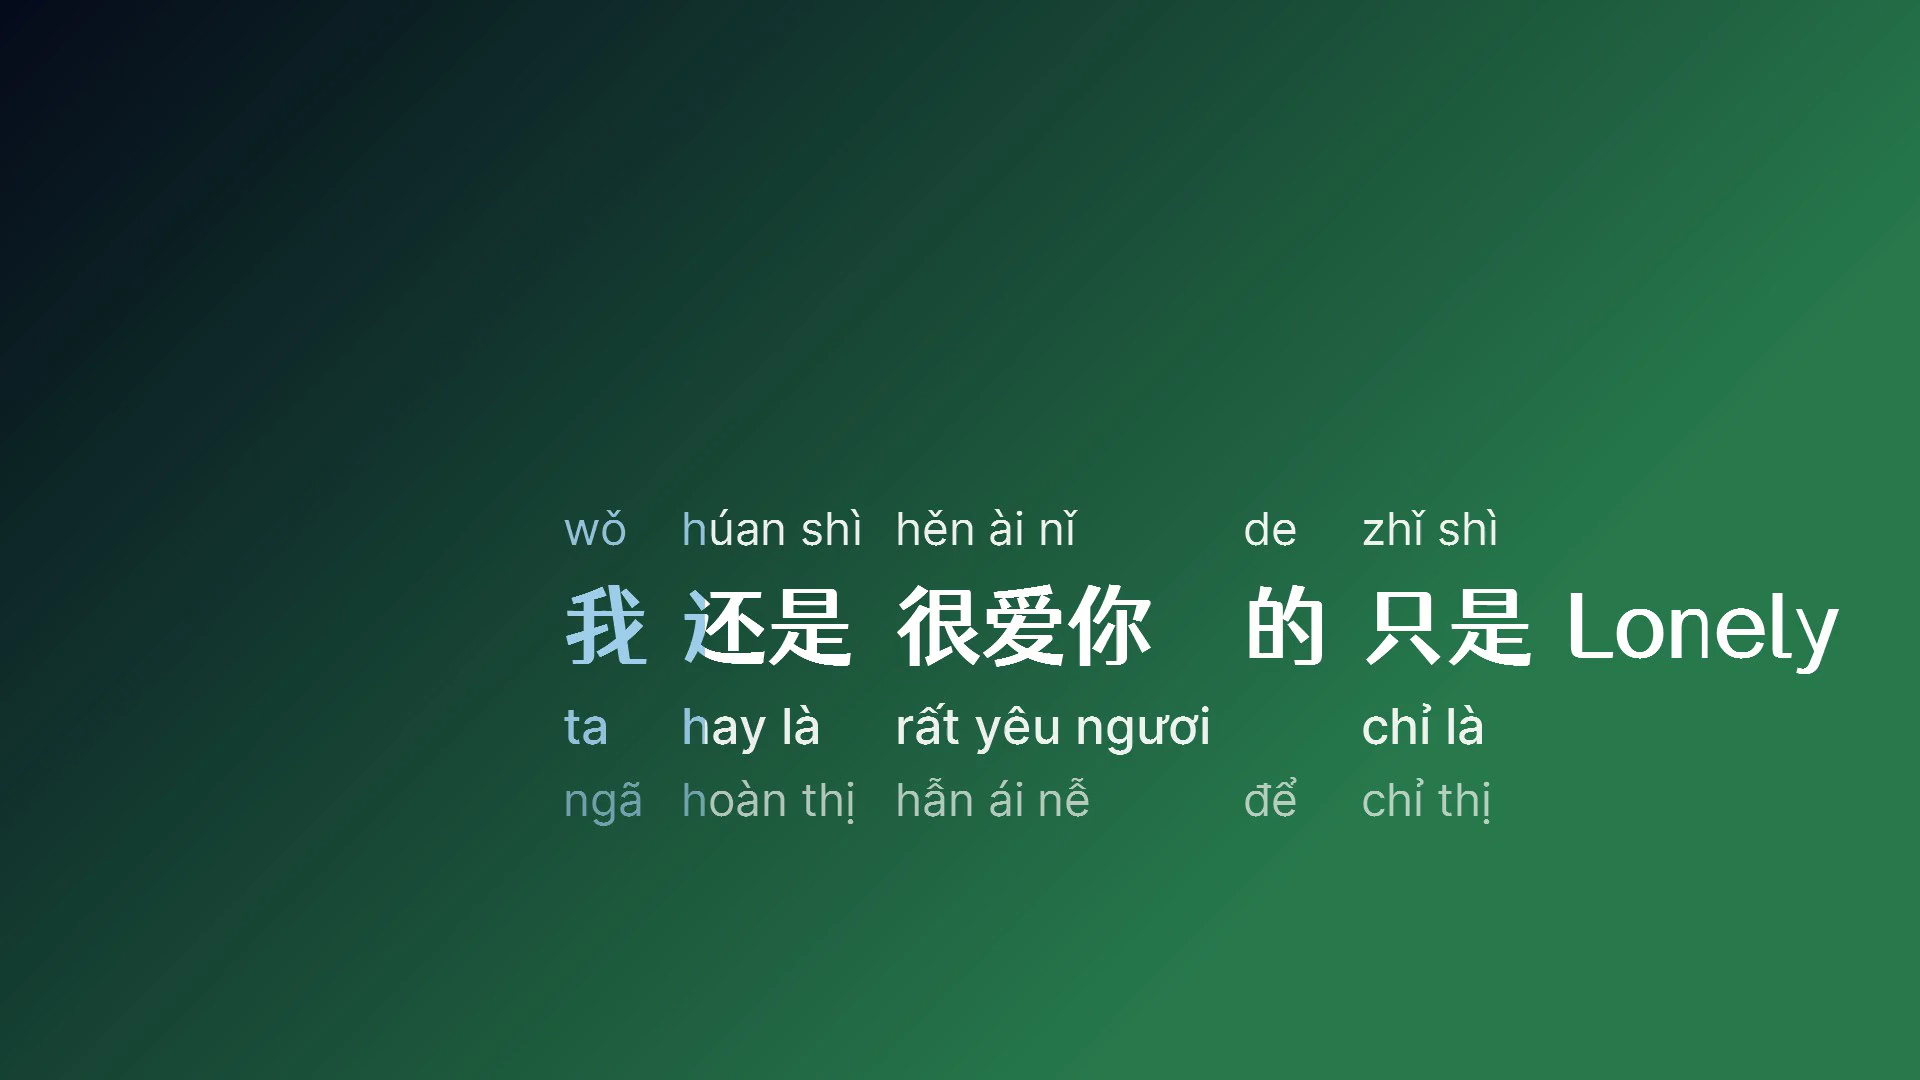 wǒ húan shì hěn ài nǐ de zhǐ shì
我 还是 很爱你 的 只是 Lonely
ta hay là rất yêu ngươi chỉ là
ngã hoàn thị hẫn ái nễ để chỉ thị